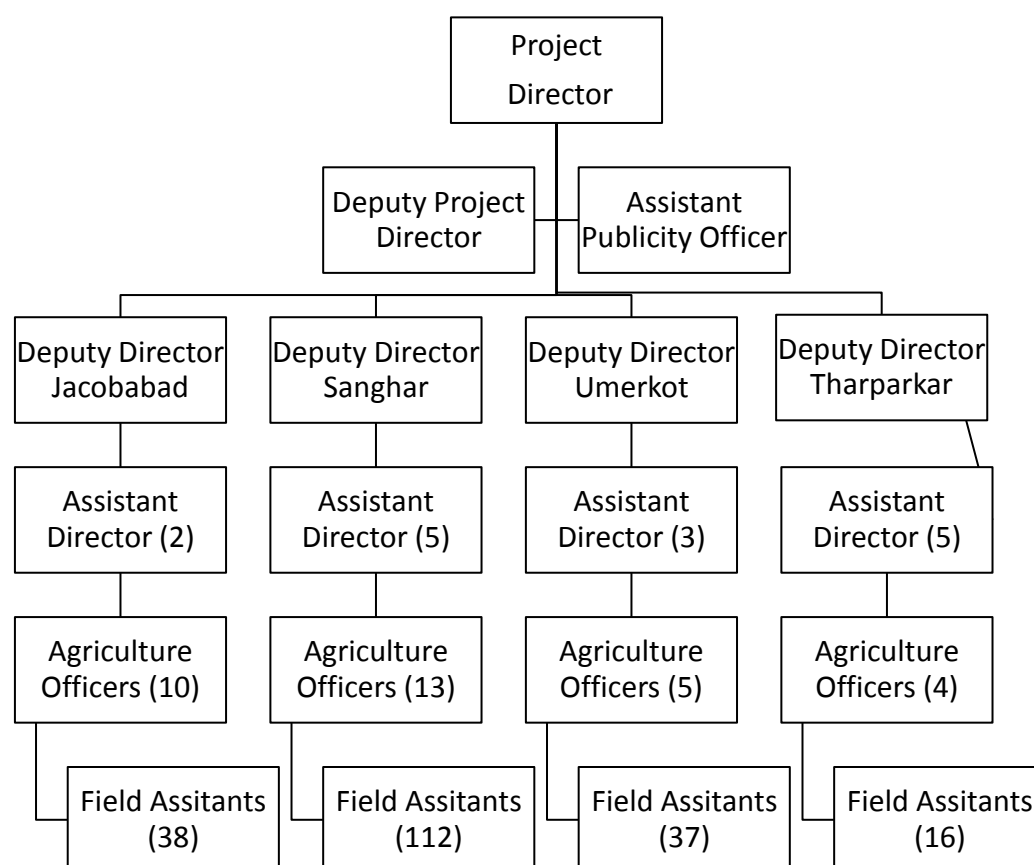 Project
Director
Deputy Project
Director
Assistant
Publicity Officer
Deputy Director
Jacobabad
Deputy Director
Sanghar
Deputy Director
Umerkot
Deputy Director
Tharparkar
Assistant
Director (2)
Assistant
Director (5)
Assistant
Director (3)
Assistant
Director (5)
Agriculture
Officers (10)
Agriculture
Officers (13)
Agriculture
Officers (5)
Agriculture
Officers (4)
Field Assitants
(38)
Field Assitants
(112)
Field Assitants
(37)
Field Assitants
(16)